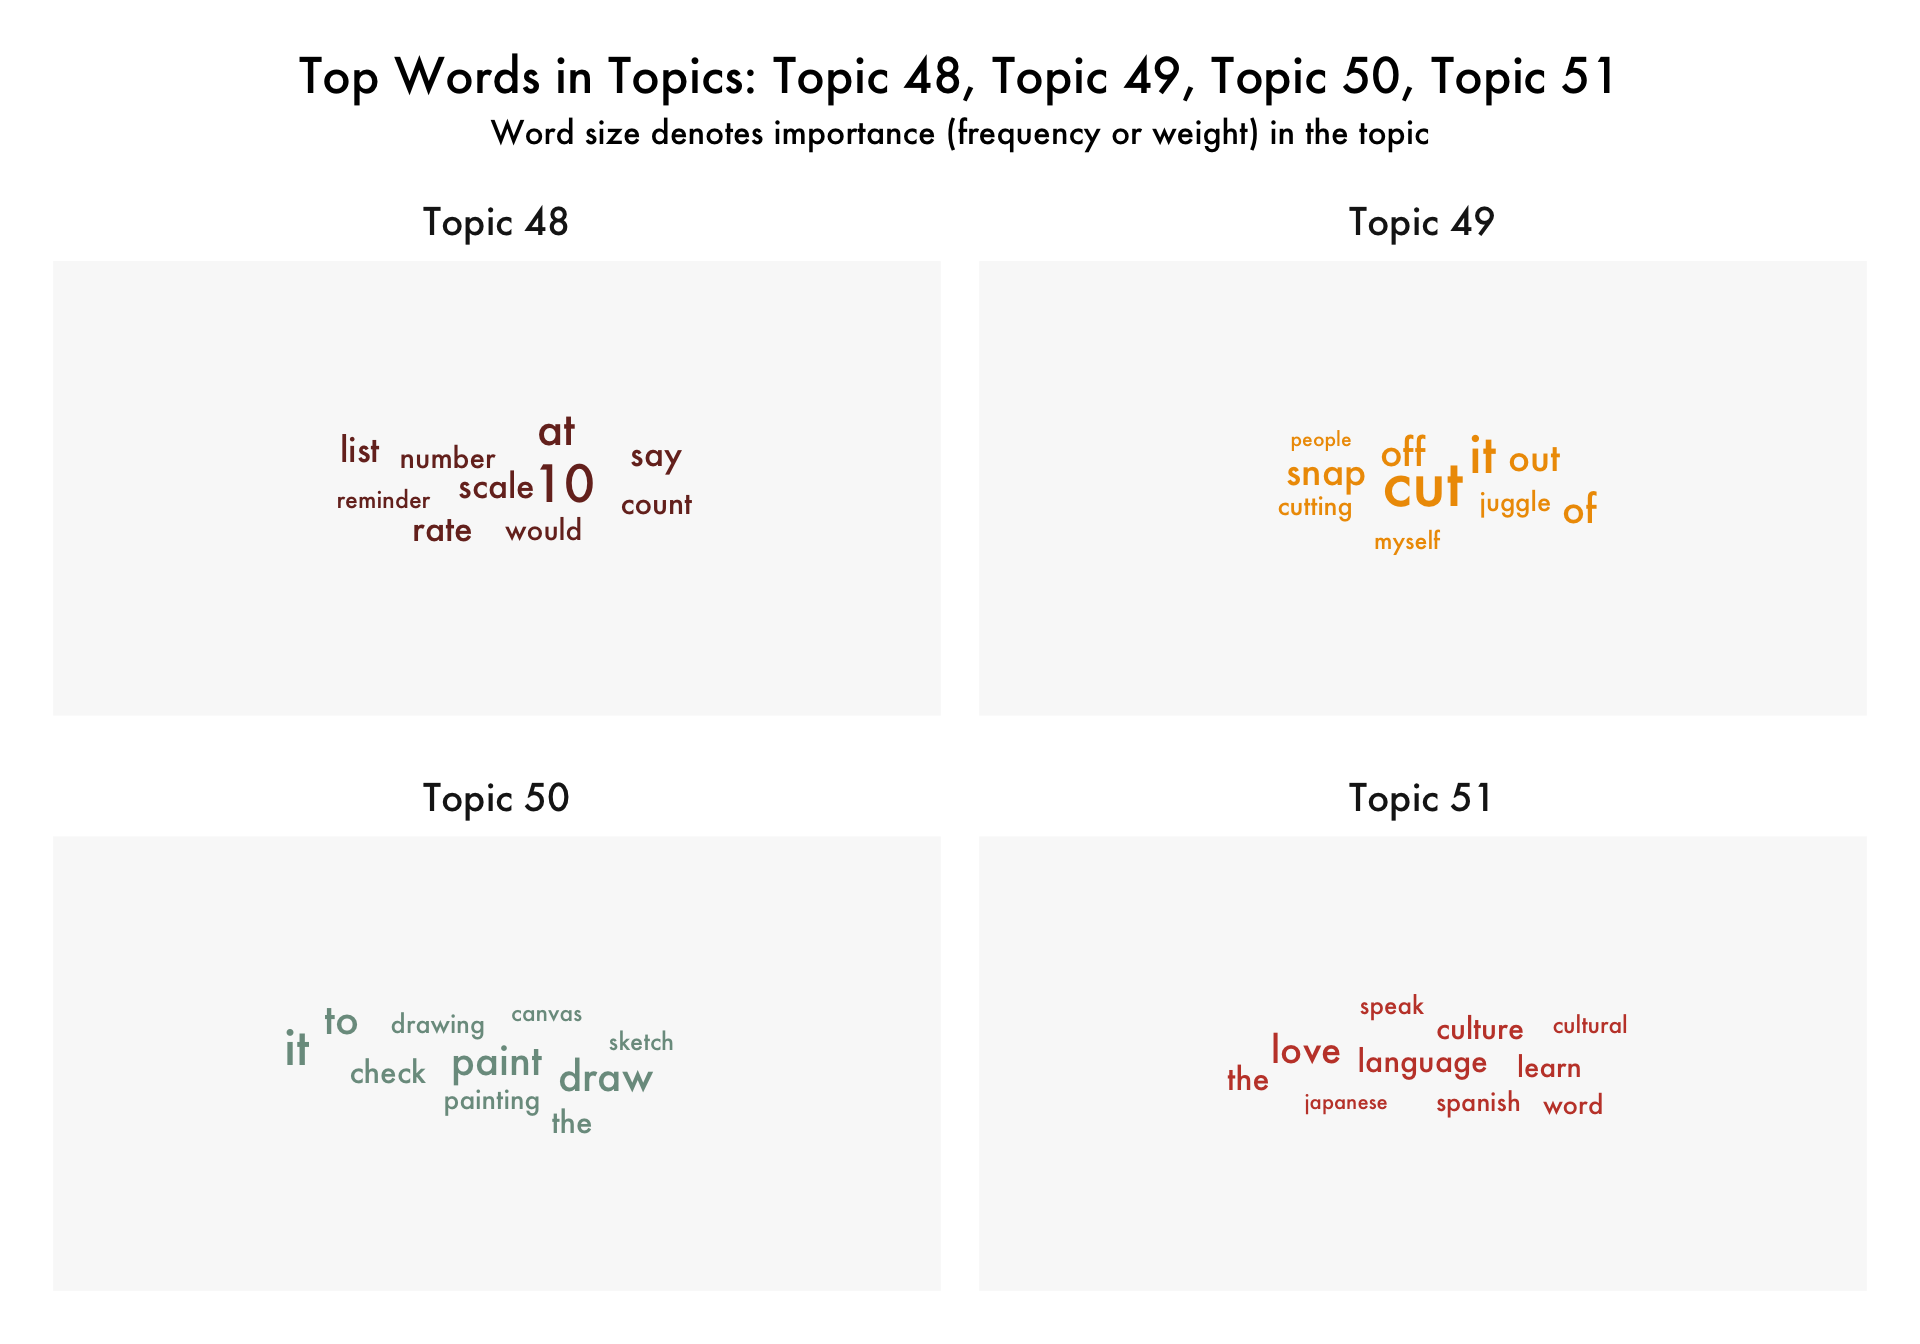 Top Words in Topics: Topic 48, Topic 49, Topic 50, Topic 51
Word size denotes importance (frequency or weight) in the topic
Topic 48
at
list
number
say
scale
10
reminder
count
rate
would
Topic 49
people
off
it
out
snap
cut
cutting
juggle
of
myself
Topic 50
to
drawing
canvas
it
sketch
check
paint
draw
painting
the
Topic 51
speak
culture
cultural
love
language
learn
the
japanese
spanish
word